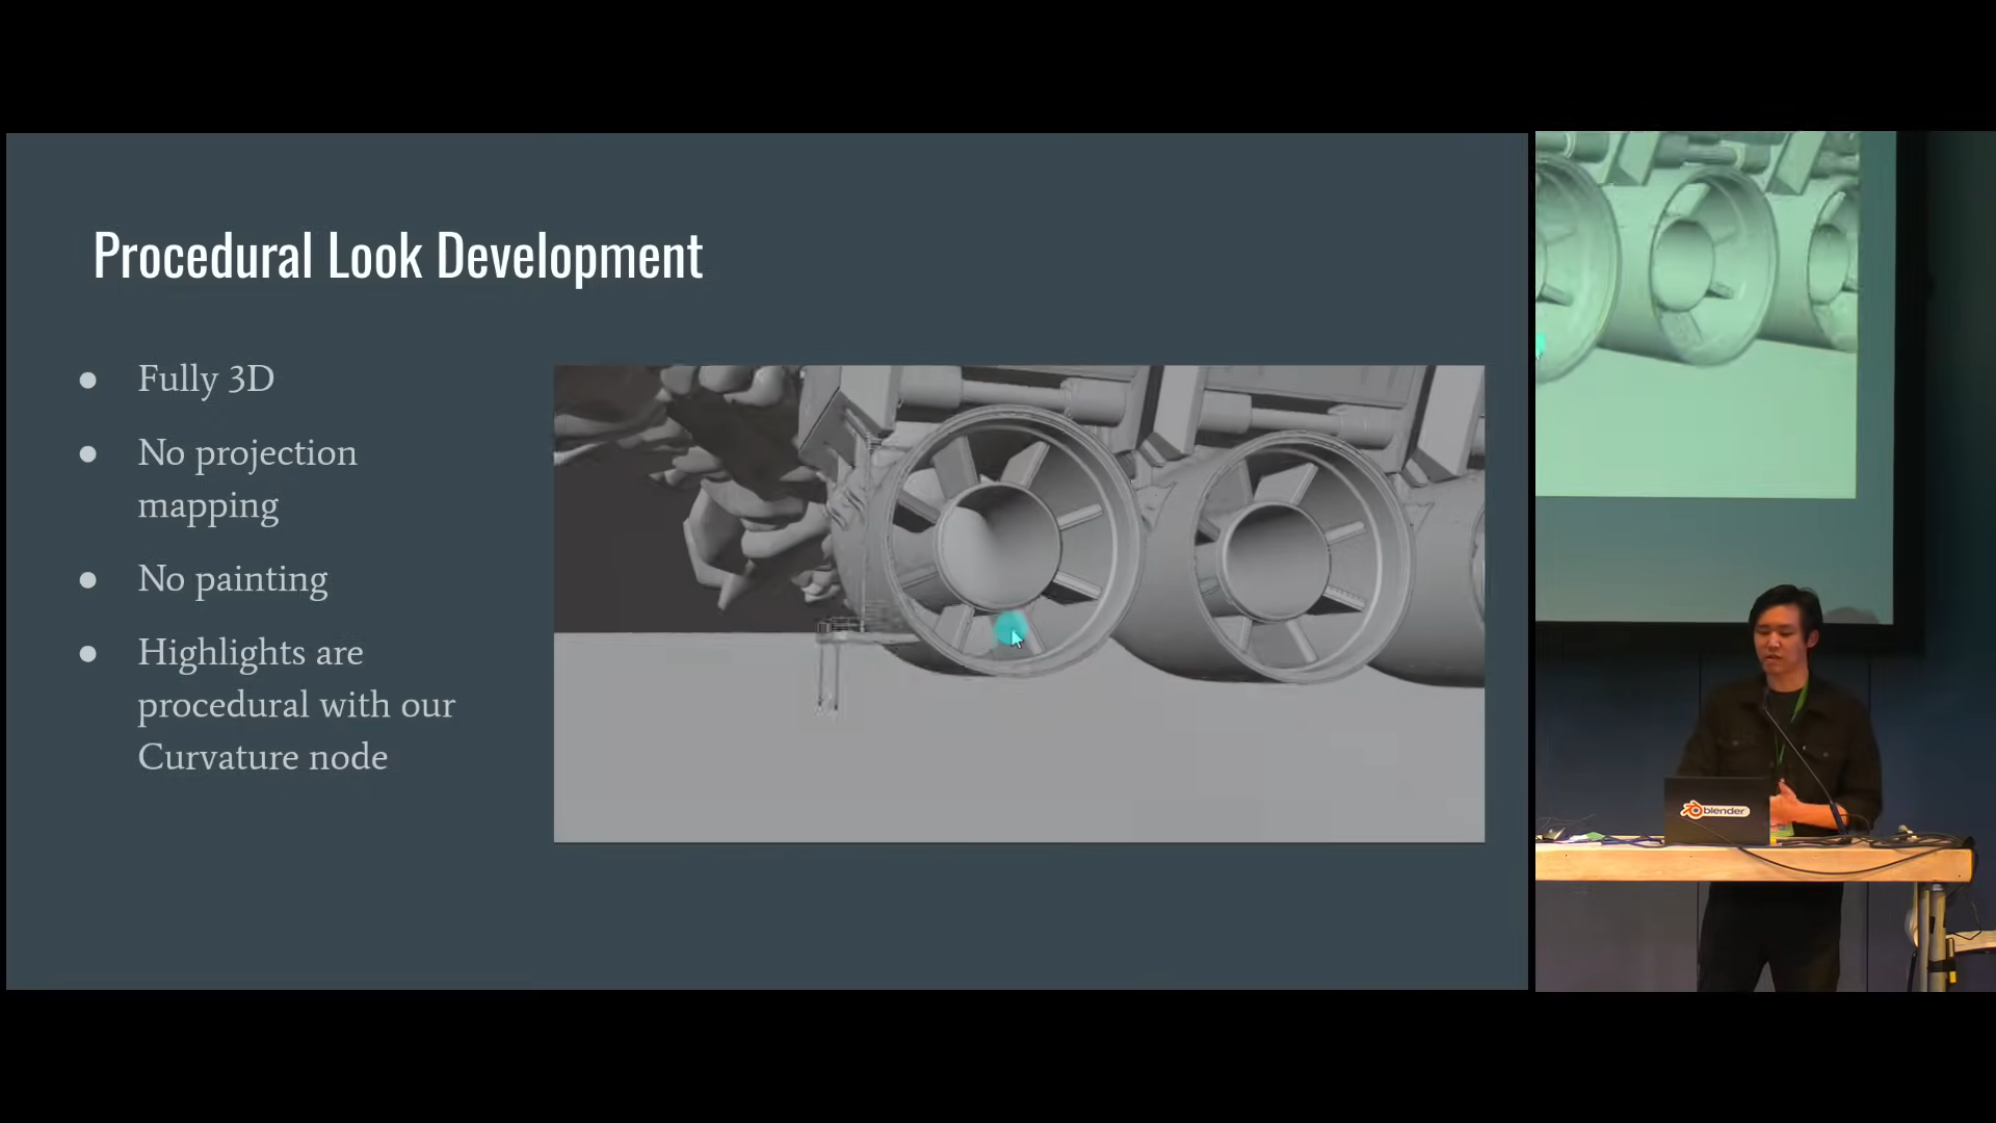 Procedural Look Development
● Fully 3D
● No projection
mapping
● No painting
● Highlights are
procedural with our
Curvature node
blender